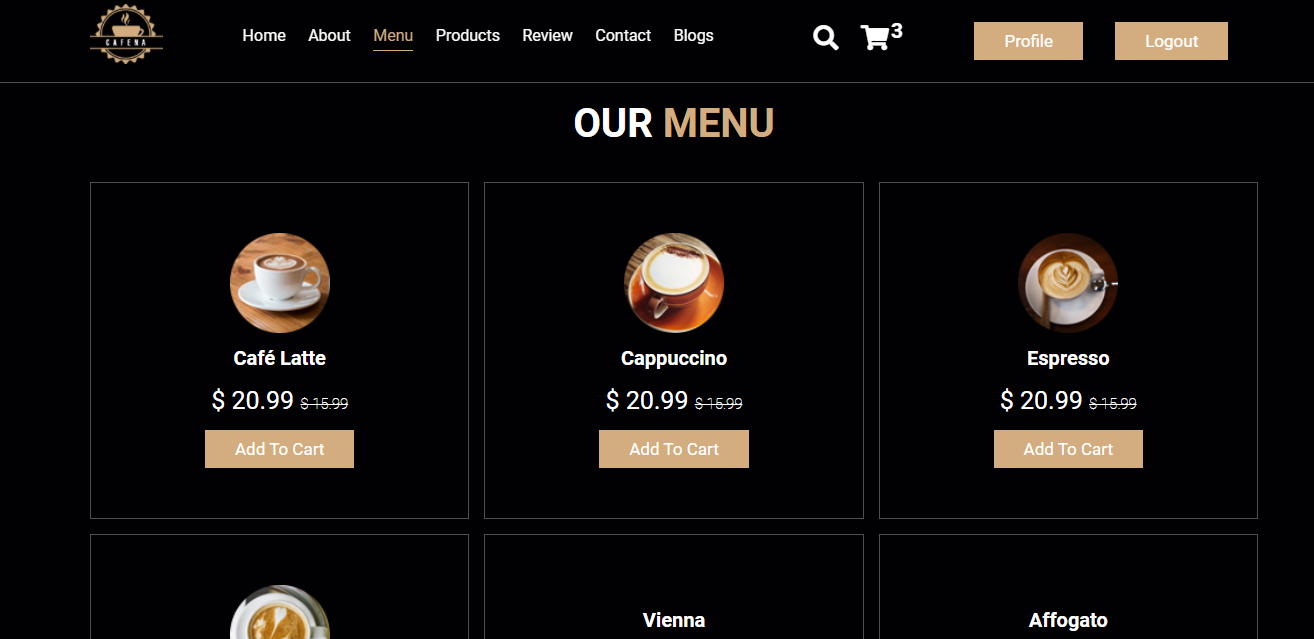 CAFENA
Home About Menu Products Review Contact Blogs
3
Profile Logout
OUR MENU
Café Latte
$ 20.99 $ 15.99
Add To Cart
Cappuccino
$ 20.99 $ 15.99
Add To Cart
Espresso
$ 20.99 $ 15.99
Add To Cart
Vienna
Affogato